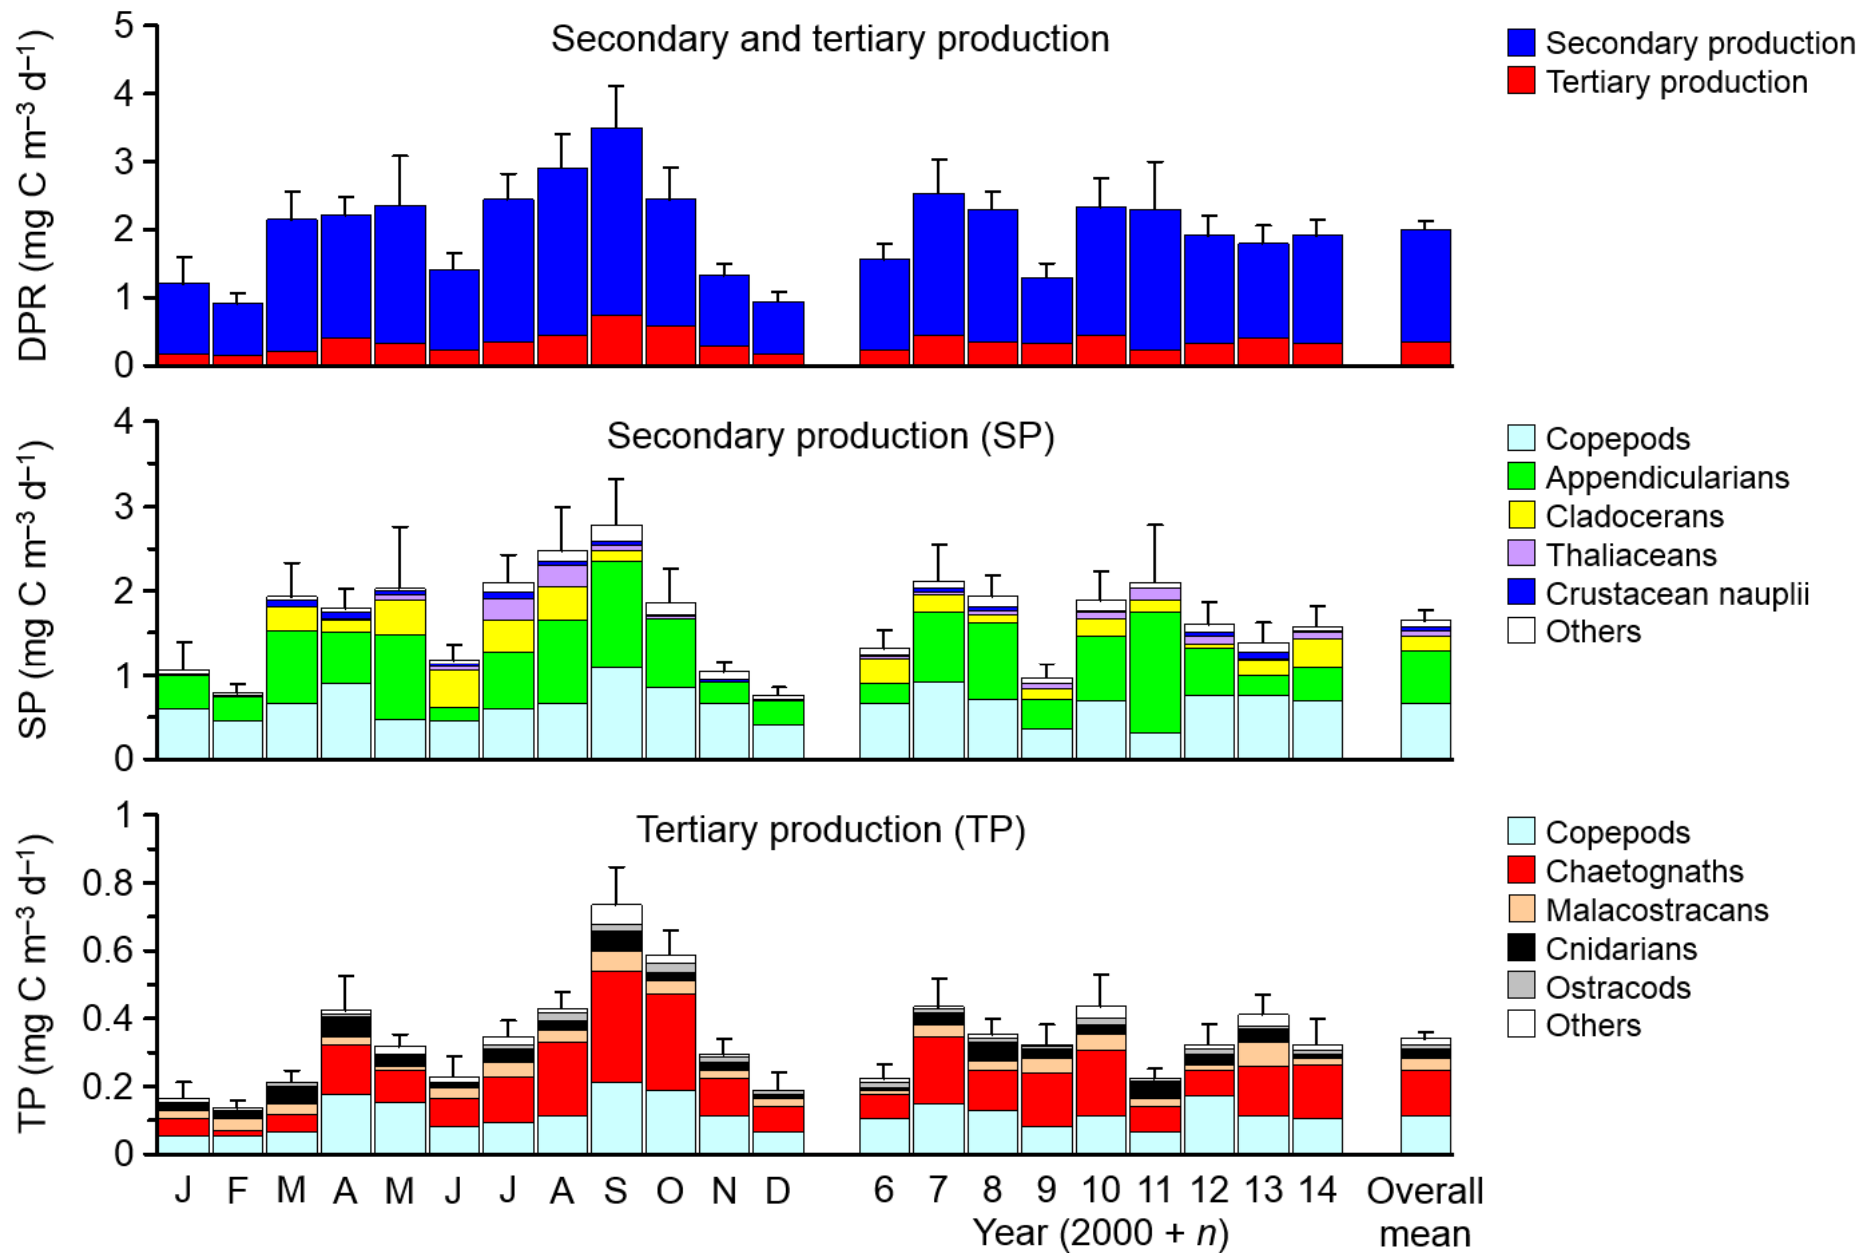 Secondary and tertiary production
DPR (mg C m⁻³ d⁻¹)
5
4
3
2
1
0
Secondary production
Tertiary production
Secondary production (SP)
SP (mg C m⁻³ d⁻¹)
4
3
2
1
0
Copepods
Appendicularians
Cladocerans
Thaliaceans
Crustacean nauplii
Others
Tertiary production (TP)
TP (mg C m⁻³ d⁻¹)
1
0.8
0.6
0.4
0.2
0
Copepods
Chaetognaths
Malacostracans
Cnidarians
Ostracods
Others
J F M A M J J A S O N D 6 7 8 9 10 11 12 13 14 Overall
Year (2000 + n) mean